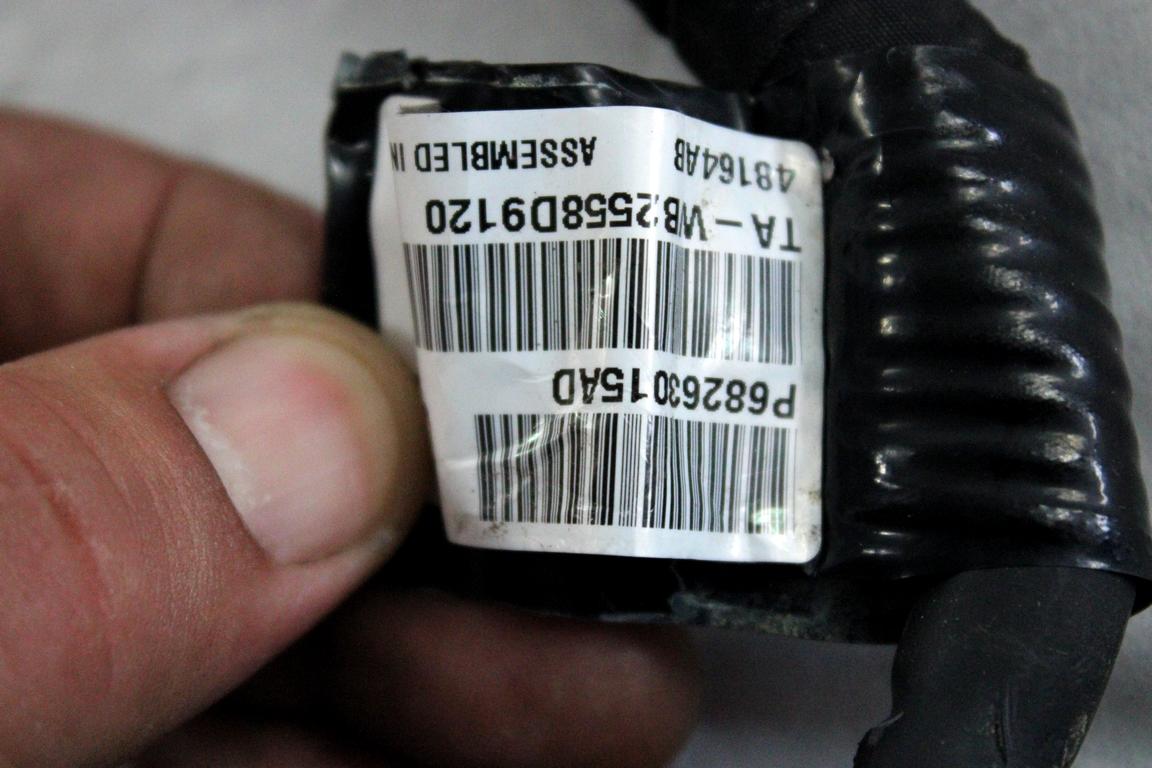 P68263015AD
TA-WB2558D9120
48164AB ASSEMBLED IN